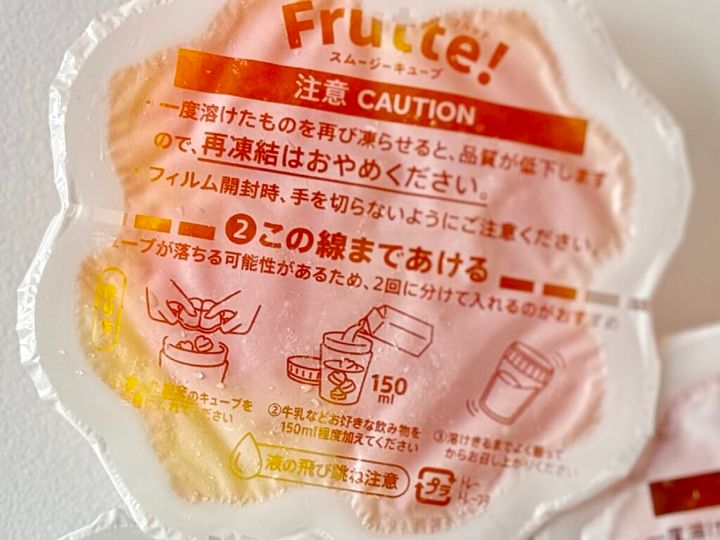 Frutte!
スムージーキューブ
注意 CAUTION
・一度溶けたものを再び凍らせると、品質が低下します
ので、再凍結はおやめください。
・フィルム開封時、手を切らないようにご注意ください。
❷この線まであける
ューブが落ちる可能性があるため、2回に分けて入れるのがおすすめ
150
ml
のキューブを
れてください
②牛乳などお好きな飲み物を
150ml程度加えてください
③溶けきるまでよく振って
からお召し上がりください
液の飛び跳ね注意
プラ